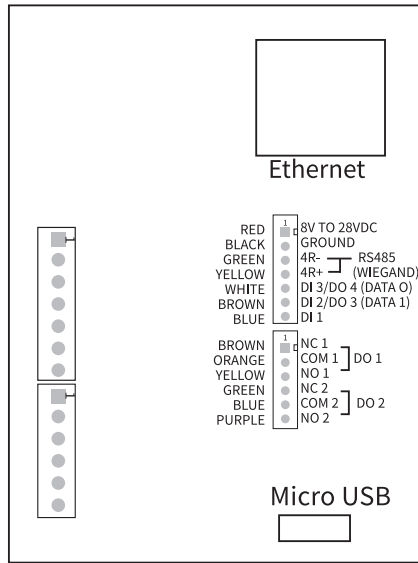 Ethernet
1
RED 8V TO 28VDC
BLACK GROUND
GREEN 4R- RS485
YELLOW 4R+ (WIEGAND)
WHITE DI 3/DO 4 (DATA O)
BROWN DI 2/DO 3 (DATA 1)
BLUE DI 1
1
BROWN NC 1
ORANGE COM 1 DO 1
YELLOW NO 1
GREEN NC 2
BLUE COM 2 DO 2
PURPLE NO 2
Micro USB